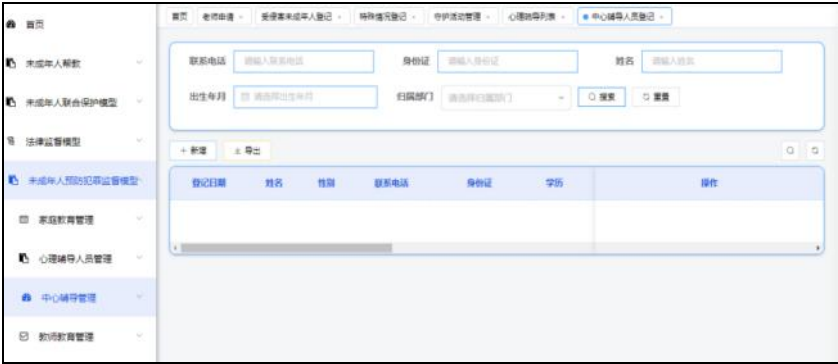 首页
未成年人帮教
未成年人联合保护模型
法律监督模型
未成年人预防犯罪监督模型
家庭教育管理
心理辅导人员管理
中心辅导管理
教师教育管理
首页 老师申请 受侵害未成年人登记 特殊情况登记 守护活动管理 心理疏导列表 中心辅导人员登记
联系电话 请输入联系电话 身份证 请输入身份证 姓名 请输入姓名
出生年月 请选择出生年月 归属部门 请选择归属部门 搜索 重置
+ 新增 导出
登记日期 姓名 性别 联系电话 身份证 学历 操作